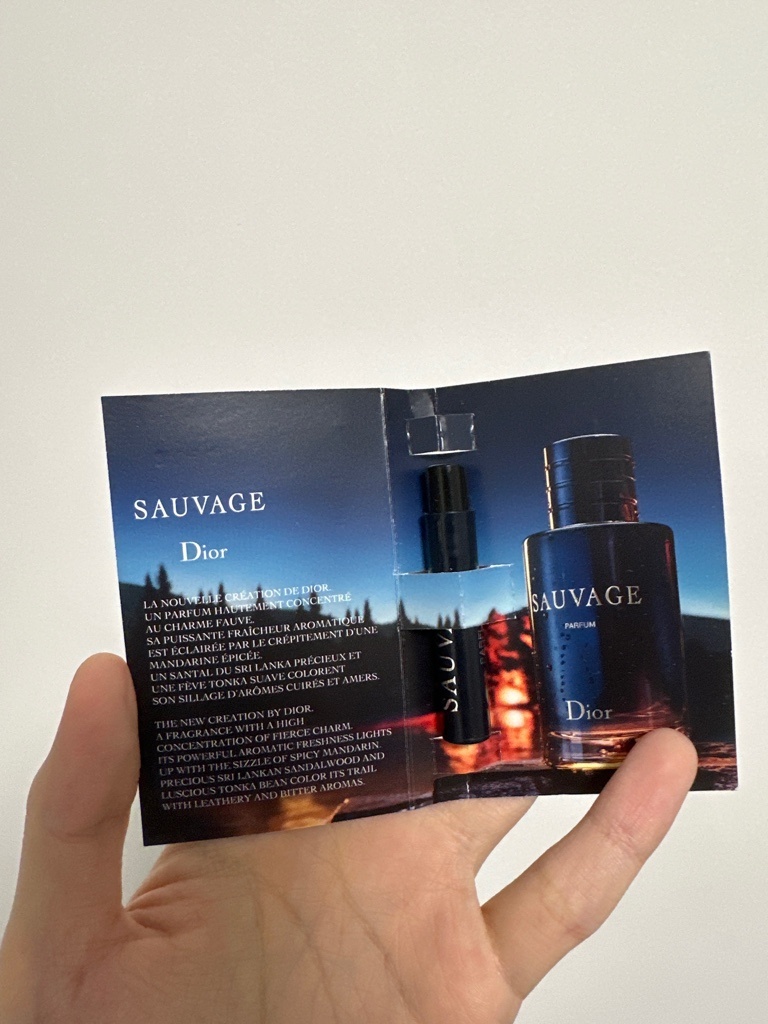 SAUVAGE
Dior
LA NOUVELLE CRÉATION DE DIOR.
UN PARFUM HAUTEMENT CONCENTRÉ
AU CHARME FAUVE.
SA PUISSANTE FRAÎCHEUR AROMATIQUE
EST ÉCLAIRÉE PAR LE CRÉPITEMENT D'UNE
MANDARINE ÉPICÉE.
UN SANTAL DU SRI LANKA PRÉCIEUX ET
UNE FÈVE TONKA SUAVE COLORENT
SON SILLAGE D'ARÔMES CUIRÉS ET AMERS.
THE NEW CREATION BY DIOR.
A FRAGRANCE WITH A HIGH
CONCENTRATION OF FIERCE CHARM.
ITS POWERFUL AROMATIC FRESHNESS LIGHTS
UP WITH THE SIZZLE OF SPICY MANDARIN.
PRECIOUS SRI LANKAN SANDALWOOD AND
LUSCIOUS TONKA BEAN COLOR ITS TRAIL
WITH LEATHERY AND BITTER AROMAS.
SAUV
SAUVAGE
PARFUM
Dior